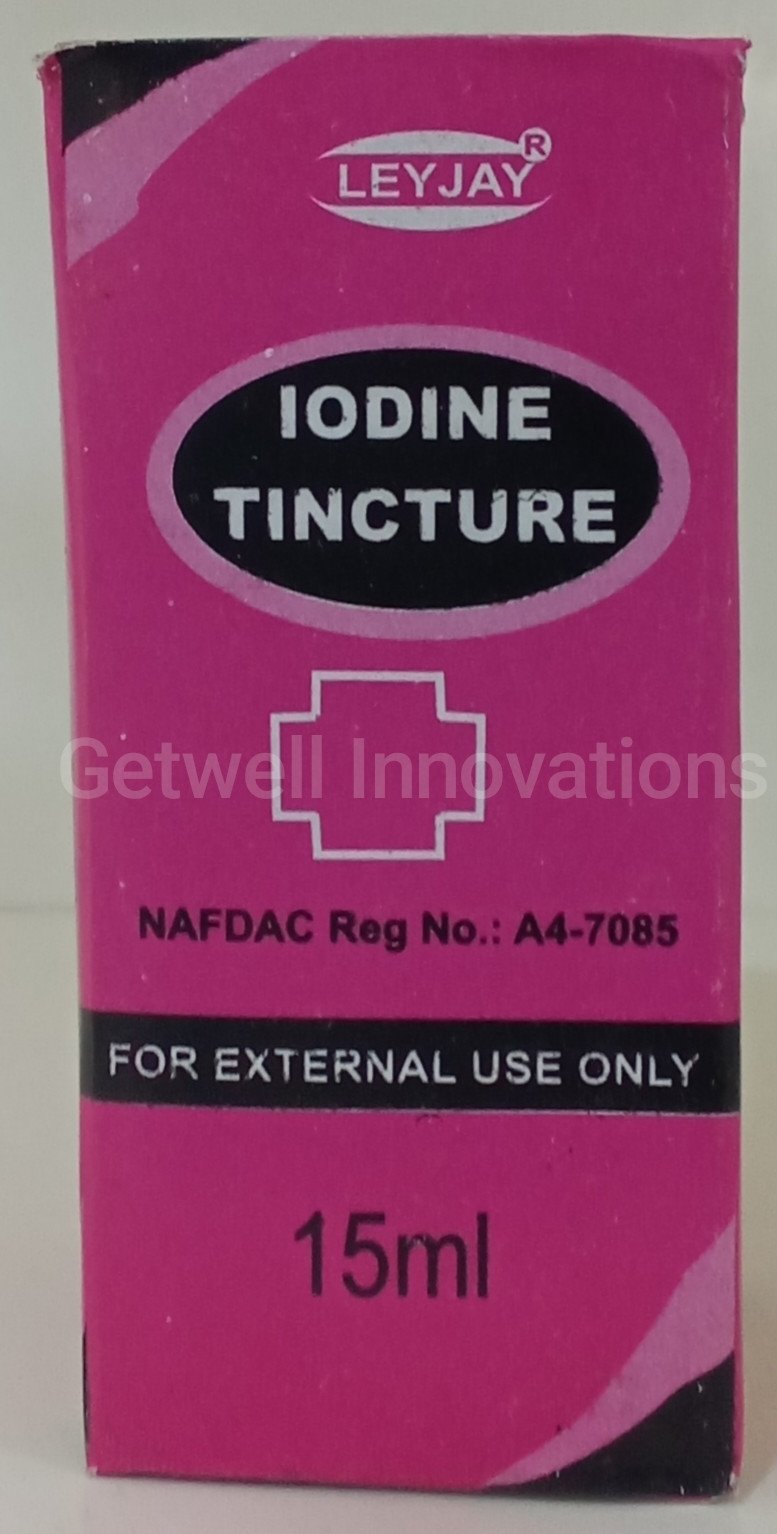 LEYJAY®
IODINE
TINCTURE
Getwell Innovations
NAFDAC Reg No.: A4-7085
FOR EXTERNAL USE ONLY
15ml